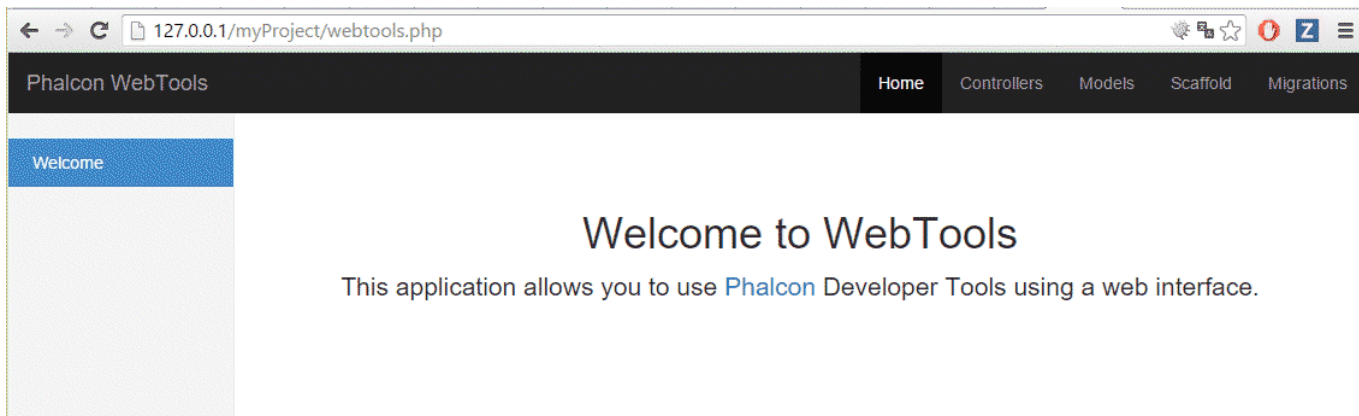 127.0.0.1/myProject/webtools.php
Z
Phalcon WebTools
Home Controllers Models Scaffold Migrations
Welcome
Welcome to WebTools
This application allows you to use Phalcon Developer Tools using a web interface.